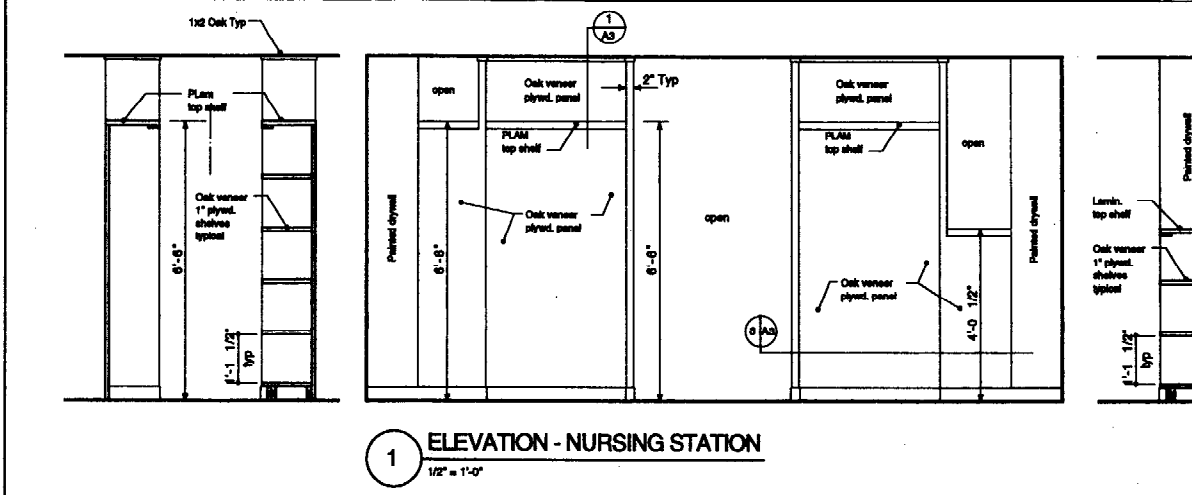 1x2 Oak Typ
PLam
top shelf
6'-6"
Oak veneer
1" plywd.
shelves
typical
1'-1 1/2"
typ
1
A3
open
Oak veneer
plywd. panel
2" Typ
PLAM
top shelf
Painted drywall
6'-6"
Oak veneer
plywd. panel
6'-6"
open
Oak veneer
plywd. panel
PLAM
top shelf
open
Painted drywall
Oak veneer
plywd. panel
4'-0 1/2"
A3
Painted drywall
Lamin.
top shelf
Oak veneer
1" plywd.
shelves
typical
1'-1 1/2"
typ
1
ELEVATION - NURSING STATION
1/2" = 1'-0"